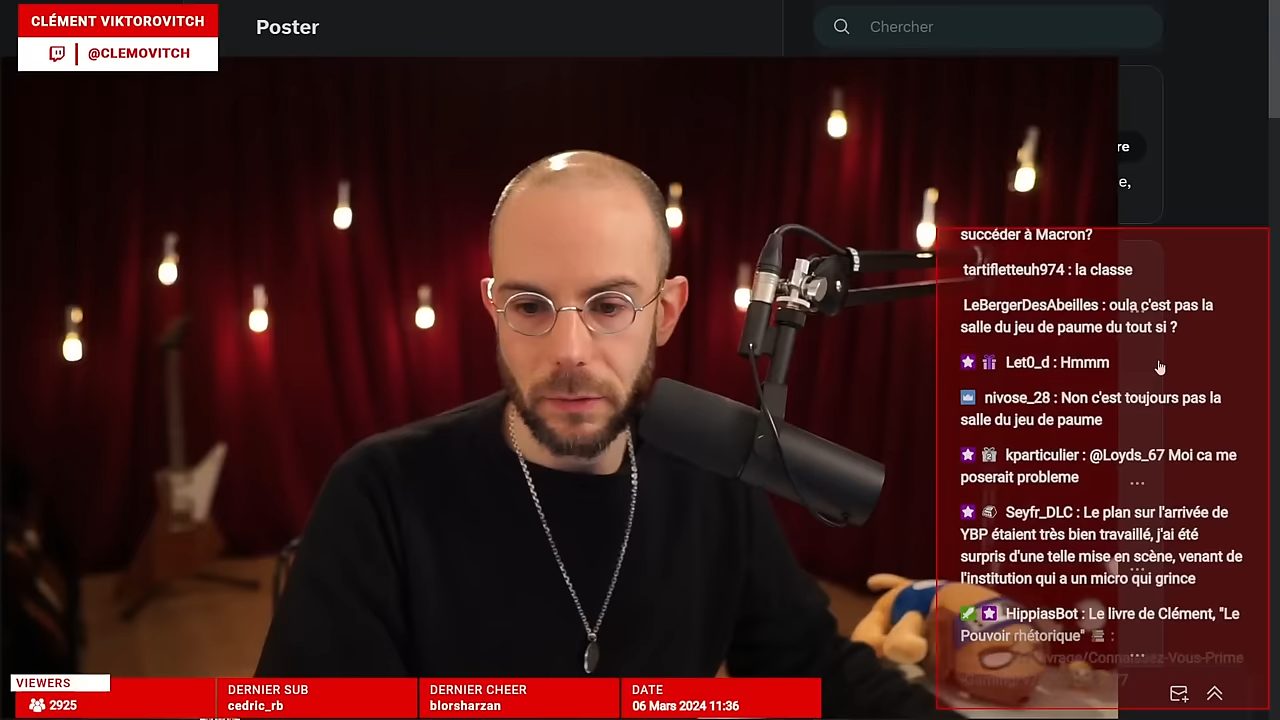 CLÉMENT VIKTOROVITCH
@CLEMOVITCH
Poster
Chercher
re
e,
succéder à Macron?
tartifletteuh974 : la classe
LeBergerDesAbeilles : oula c'est pas la
salle du jeu de paume du tout si ?
Let0_d : Hmmm
nivose_28 : Non c'est toujours pas la
salle du jeu de paume
kparticulier : @Loyds_67 Moi ca me
poserait probleme
Seyfr_DLC : Le plan sur l'arrivée de
YBP étaient très bien travaillé, j'ai été
surpris d'une telle mise en scène, venant de
l'institution qui a un micro qui grince
HippiasBot : Le livre de Clément, "Le
Pouvoir rhétorique" :
VIEWERS
2925
DERNIER SUB
cedric_rb
DERNIER CHEER
blorsharzan
DATE
06 Mars 2024 11:36